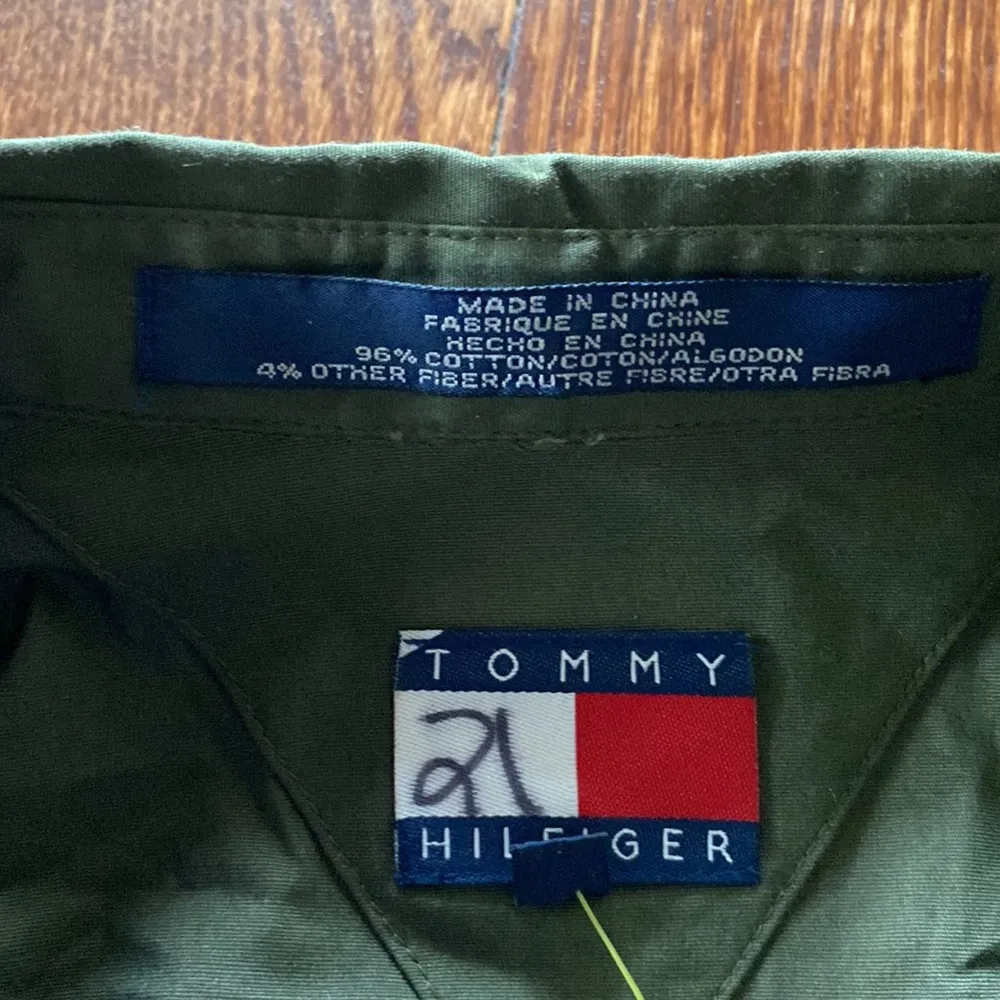 MADE IN CHINA
FABRIQUE EN CHINE
HECHO EN CHINA
96% COTTON/COTON/ALGODON
4% OTHER FIBER/AUTRE FIBRE/OTRA FIBRA
TOMMY
21
HILFIGER